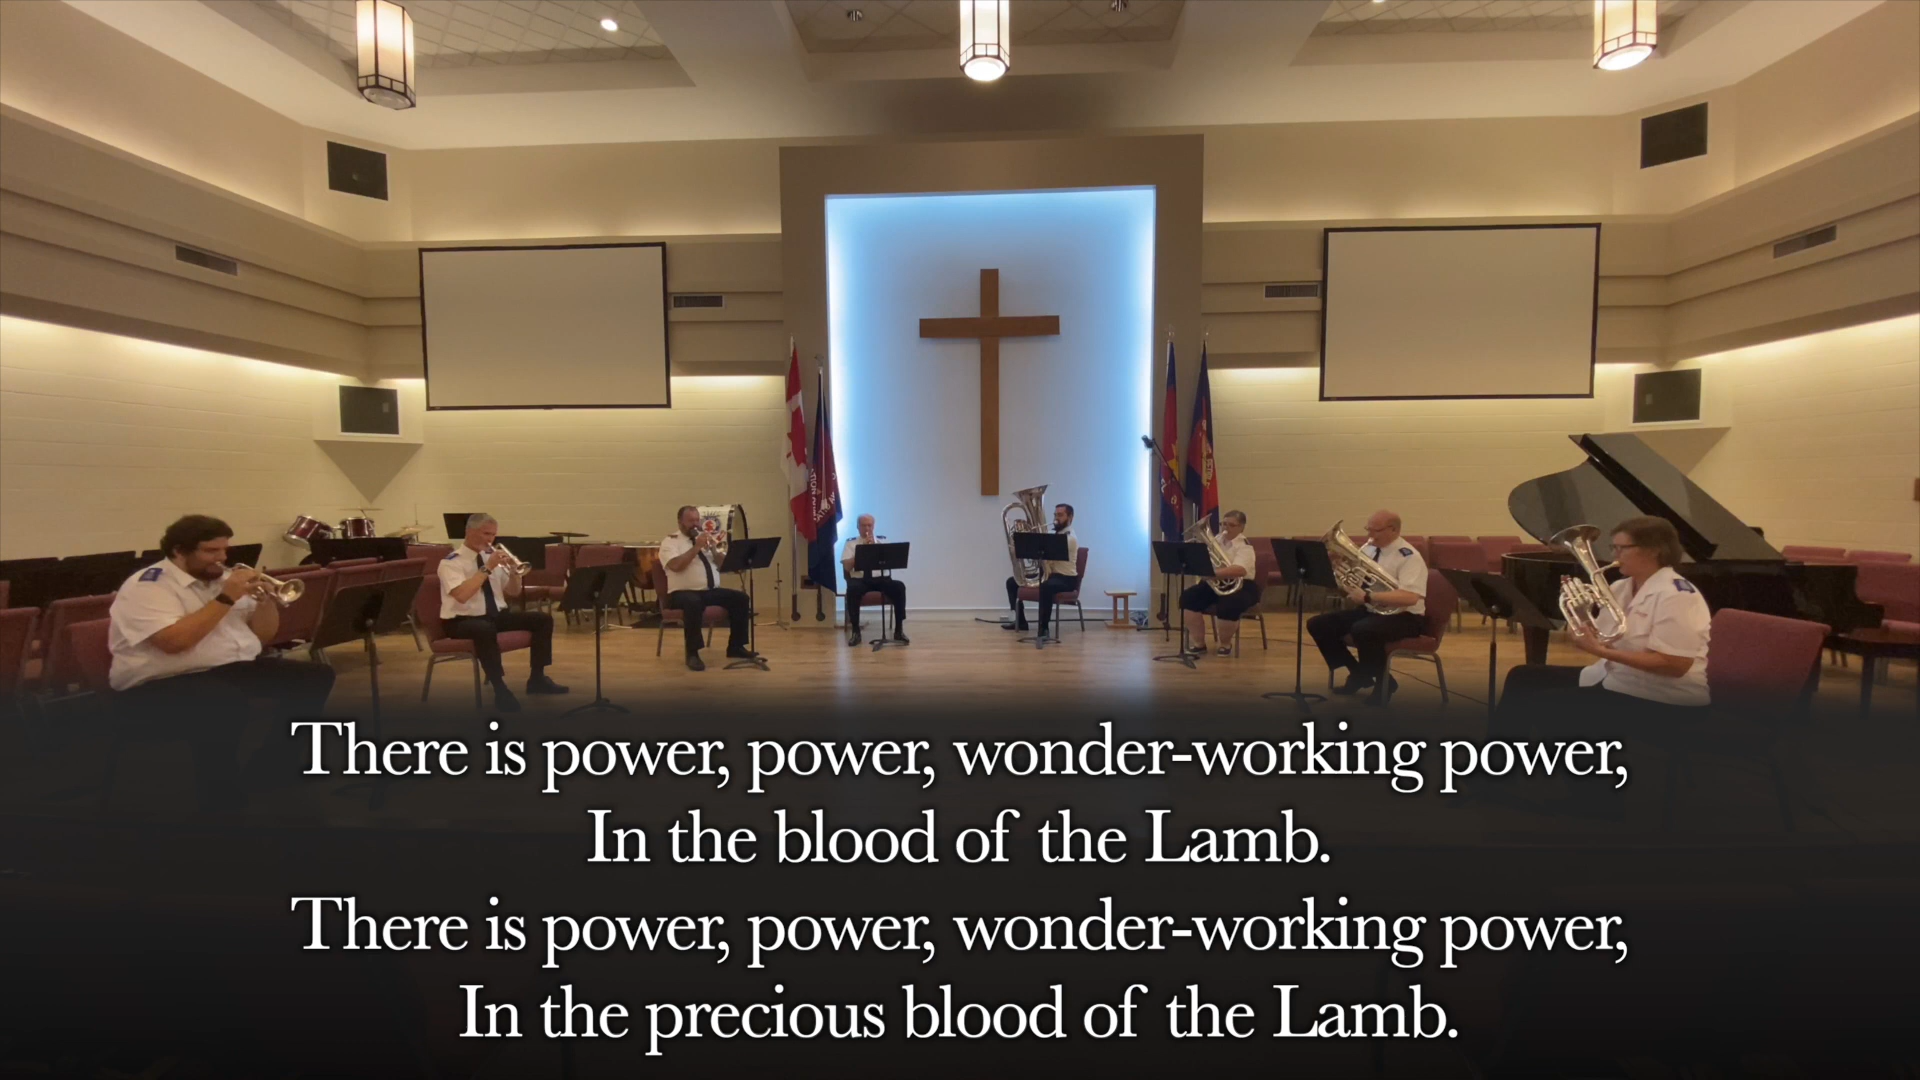 There is power, power, wonder-working power,
In the blood of the Lamb.
There is power, power, wonder-working power,
In the precious blood of the Lamb.